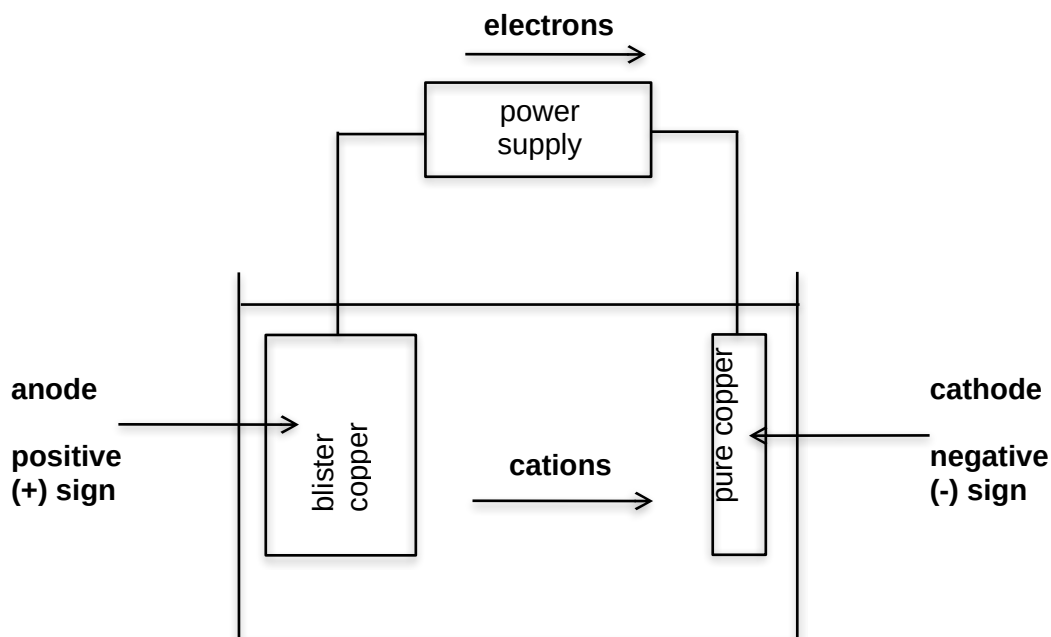 electrons
power
supply
anode
positive
(+) sign
blister
copper
cations
pure copper
cathode
negative
(-) sign